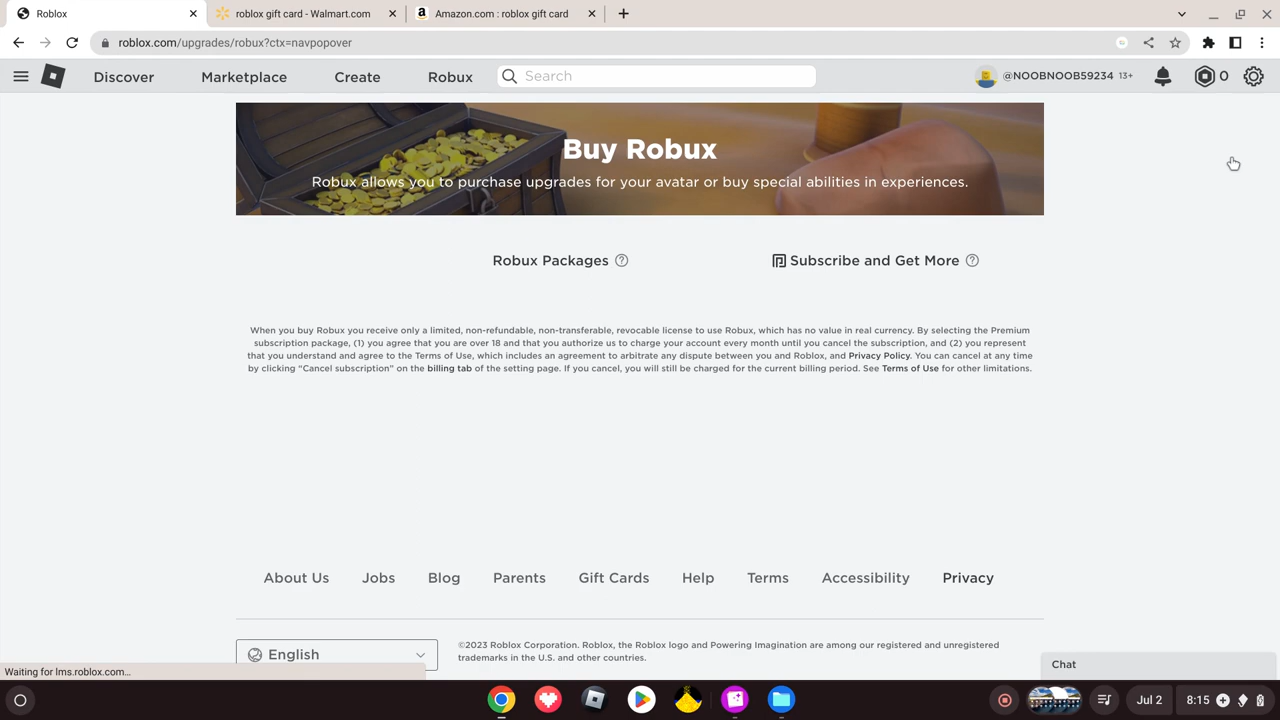 Roblox
roblox gift card - Walmart.com
Amazon.com : roblox gift card
roblox.com/upgrades/robux?ctx=navpopover
Discover Marketplace Create Robux Search @NOOBNOOB59234 13+ 0
Buy Robux
Robux allows you to purchase upgrades for your avatar or buy special abilities in experiences.
Robux Packages Subscribe and Get More
When you buy Robux you receive only a limited, non-refundable, non-transferable, revocable license to use Robux, which has no value in real currency. By selecting the Premium
subscription package, (1) you agree that you are over 18 and that you authorize us to charge your account every month until you cancel the subscription, and (2) you represent
that you understand and agree to the Terms of Use, which includes an agreement to arbitrate any dispute between you and Roblox, and Privacy Policy. You can cancel at any time
by clicking “Cancel subscription” on the billing tab of the setting page. If you cancel, you will still be charged for the current billing period. See Terms of Use for other limitations.
About Us Jobs Blog Parents Gift Cards Help Terms Accessibility Privacy
English
©2023 Roblox Corporation. Roblox, the Roblox logo and Powering Imagination are among our registered and unregistered
trademarks in the U.S. and other countries.
Chat
Waiting for lms.roblox.com...
Jul 2 8:15